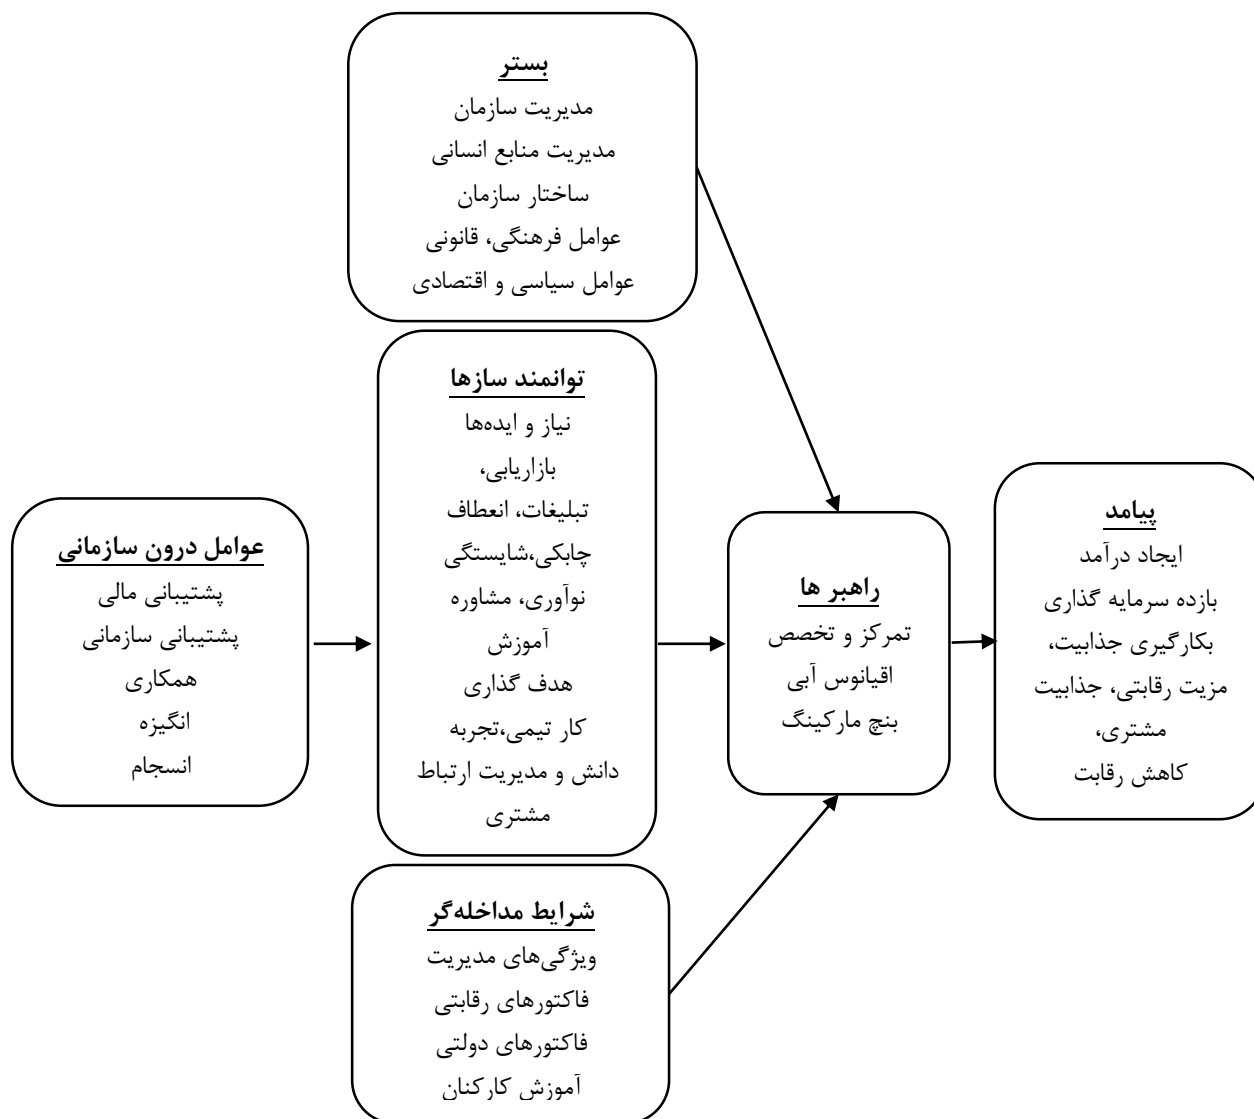 بستر
مدیریت سازمان
مدیریت منابع انسانی
ساختار سازمان
عوامل فرهنگی، قانونی
عوامل سیاسی و اقتصادی
توانمند سازها
نیاز و ایده‌ها
بازاریابی،
تبلیغات، انعطاف
چابکی،شایستگی
نوآوری، مشاوره
آموزش
هدف گذاری
کار تیمی،تجربه
دانش و مدیریت ارتباط
مشتری
عوامل درون سازمانی
پشتیبانی مالی
پشتیبانی سازمانی
همکاری
انگیزه
انسجام
راهبر ها
تمرکز و تخصص
اقیانوس آبی
بنچ مارکینگ
پیامد
ایجاد درآمد
بازده سرمایه گذاری
بکارگیری جذابیت،
مزیت رقابتی، جذابیت
مشتری،
کاهش رقابت
شرایط مداخله‌گر
ویژگی‌های مدیریت
فاکتورهای رقابتی
فاکتورهای دولتی
آموزش کارکنان